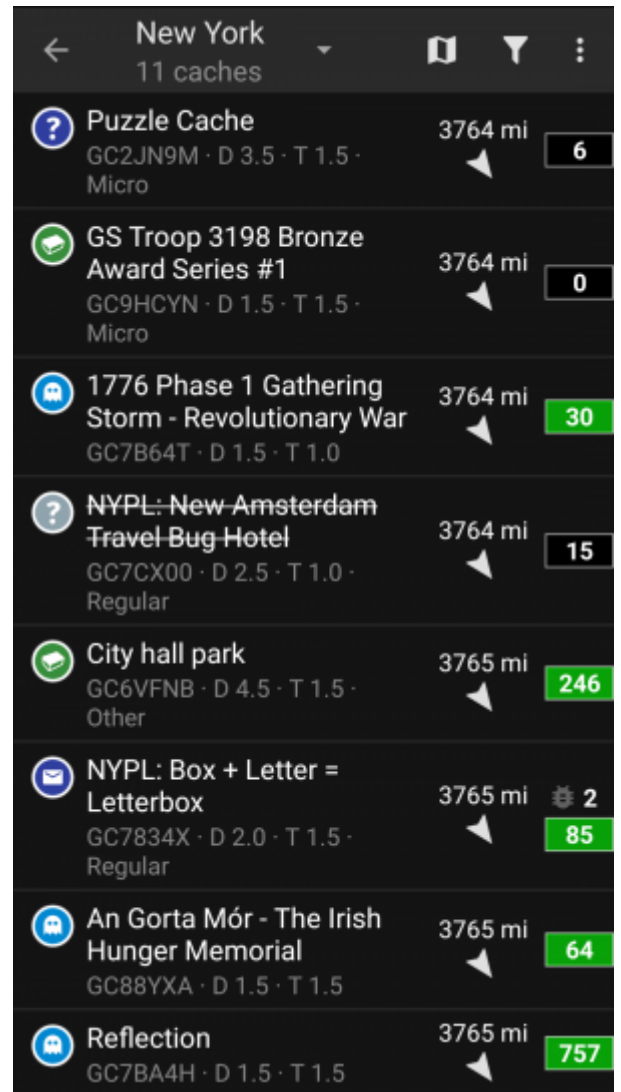 New York
11 caches
Puzzle Cache
3764 mi
6
GC2JN9M · D 3.5 · T 1.5 ·
Micro
GS Troop 3198 Bronze
Award Series #1
3764 mi
0
GC9HCYN · D 1.5 · T 1.5 ·
Micro
1776 Phase 1 Gathering
Storm - Revolutionary War
3764 mi
30
GC7B64T · D 1.5 · T 1.0
NYPL: New Amsterdam
Travel Bug Hotel
3764 mi
15
GC7CX00 · D 2.5 · T 1.0 ·
Regular
City hall park
3765 mi
246
GC6VFNB · D 4.5 · T 1.5 ·
Other
NYPL: Box + Letter =
Letterbox
3765 mi
2
85
GC7834X · D 2.0 · T 1.5 ·
Regular
An Gorta Mór - The Irish
Hunger Memorial
3765 mi
64
GC88YXA · D 1.5 · T 1.5
Reflection
3765 mi
757
GC7BA4H · D 1.5 · T 1.5